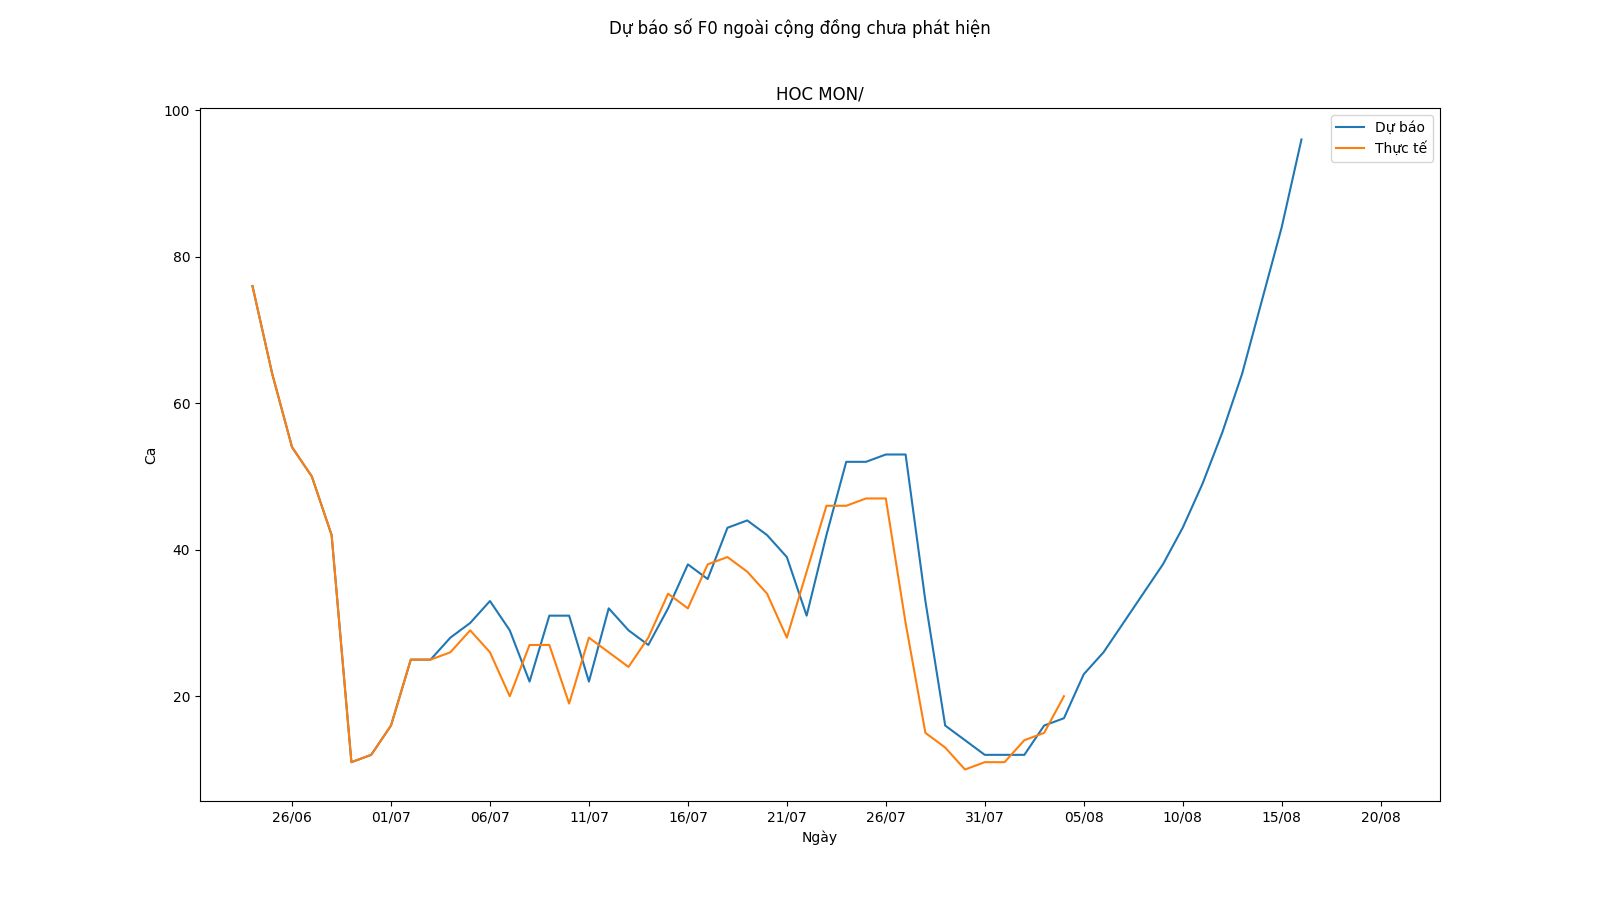 Dự báo số F0 ngoài cộng đồng chưa phát hiện
HOC MON/
Dự báo
Thực tế
100
80
60
40
20
Ca
26/06 01/07 06/07 11/07 16/07 21/07 26/07 31/07 05/08 10/08 15/08 20/08
Ngày